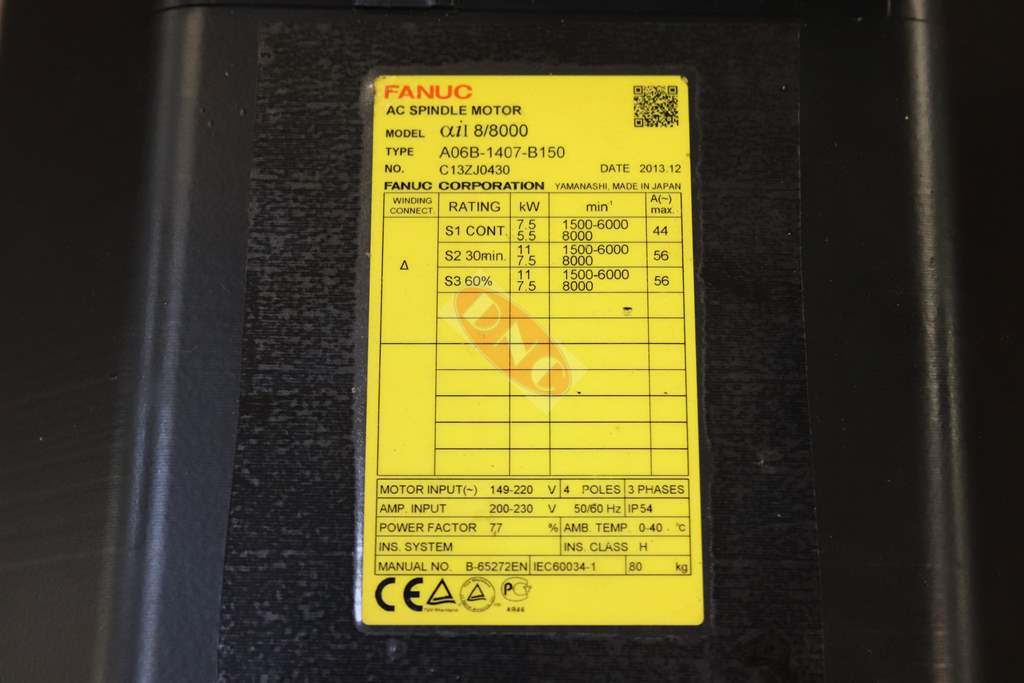 FANUC
AC SPINDLE MOTOR
MODEL αiI 8/8000
TYPE A06B-1407-B150
NO. C13ZJ0430 DATE 2013.12
FANUC CORPORATION YAMANASHI, MADE IN JAPAN
WINDING CONNECT. RATING kW min⁻¹ A(~) max.
Δ S1 CONT. 7.5 1500-6000 44
5.5 8000
S2 30min. 11 1500-6000 56
7.5 8000
S3 60% 11 1500-6000 56
7.5 8000
DNC
MOTOR INPUT(~) 149-220 V 4 POLES 3 PHASES
AMP. INPUT 200-230 V 50/60 Hz IP54
POWER FACTOR 77 % AMB. TEMP. 0-40 °C
INS. SYSTEM INS. CLASS H
MANUAL NO. B-65272EN IEC60034-1 80 kg
CE TÜV Rheinland